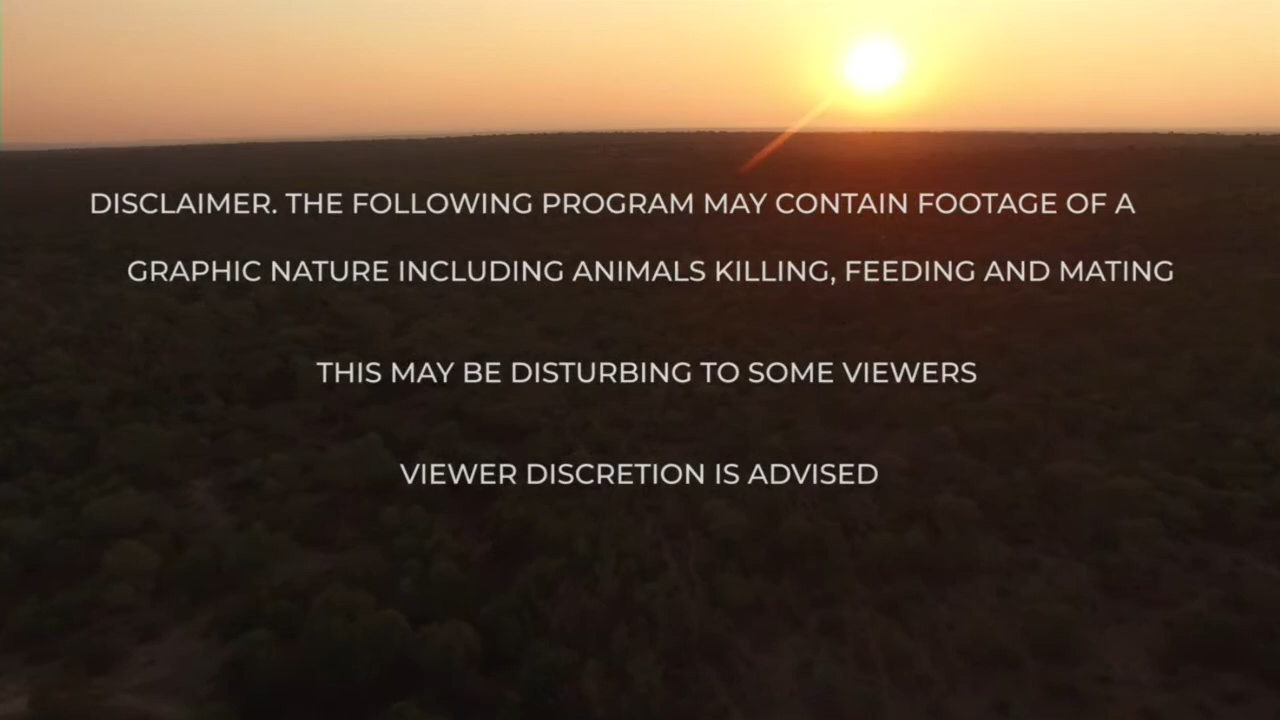 DISCLAIMER. THE FOLLOWING PROGRAM MAY CONTAIN FOOTAGE OF A
GRAPHIC NATURE INCLUDING ANIMALS KILLING, FEEDING AND MATING
THIS MAY BE DISTURBING TO SOME VIEWERS
VIEWER DISCRETION IS ADVISED